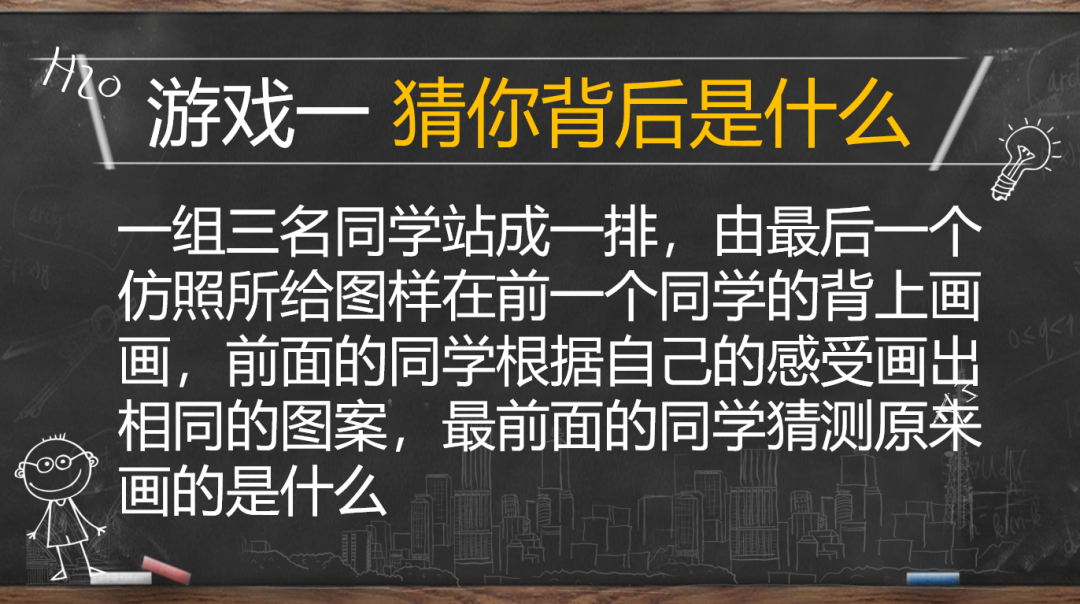 H2O
游戏一 猜你背后是什么
一组三名同学站成一排，由最后一个
仿照所给图样在前一个同学的背上画
画，前面的同学根据自己的感受画出
相同的图案，最前面的同学猜测原来
画的是什么